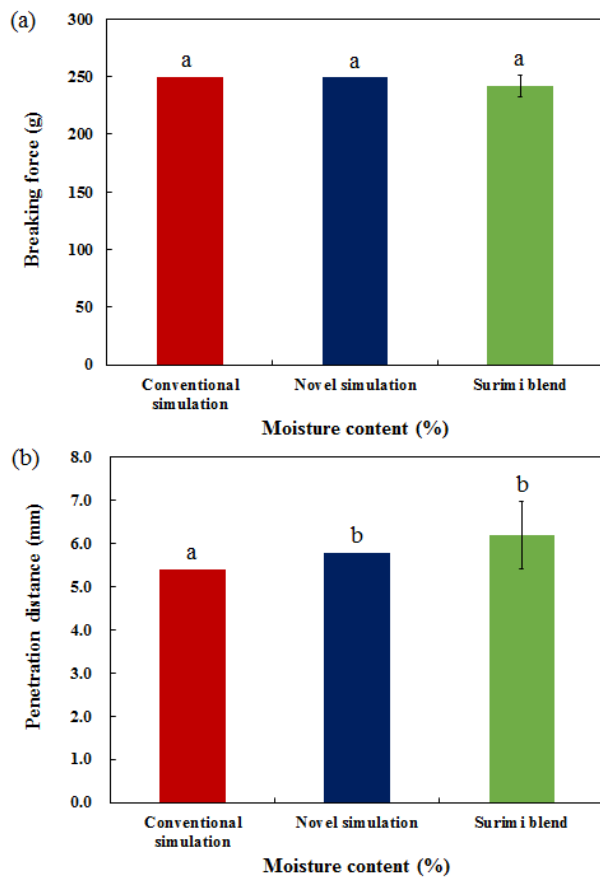 (a)
300
250
200
150
100
50
0
Breaking force (g)
a
a
a
Conventional
simulation
Novel simulation
Surimi blend
Moisture content (%)
(b)
8.0
7.0
6.0
5.0
4.0
3.0
2.0
1.0
0.0
Penetration distance (mm)
a
b
b
Conventional
simulation
Novel simulation
Surimi blend
Moisture content (%)